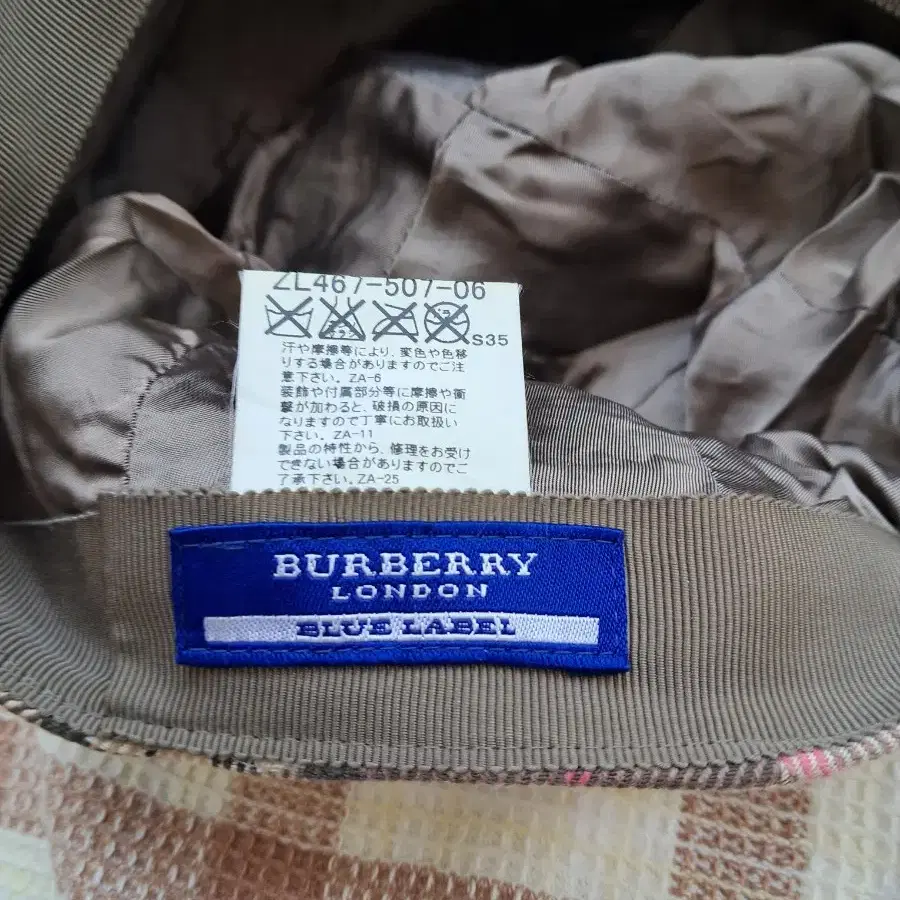 ZL467-507-06
S35
汗や摩擦等により、変色や色移
りする場合がありますのでご注
意下さい。ZA-6
装飾や付属部分等に摩擦や衝
撃が加わると、破損の原因に
なりますので丁寧にお取扱い
下さい。ZA-11
製品の特性から、修理をお受け
できない場合がありますのでご
了承下さい。ZA-25
BURBERRY
LONDON
BLUE LABEL